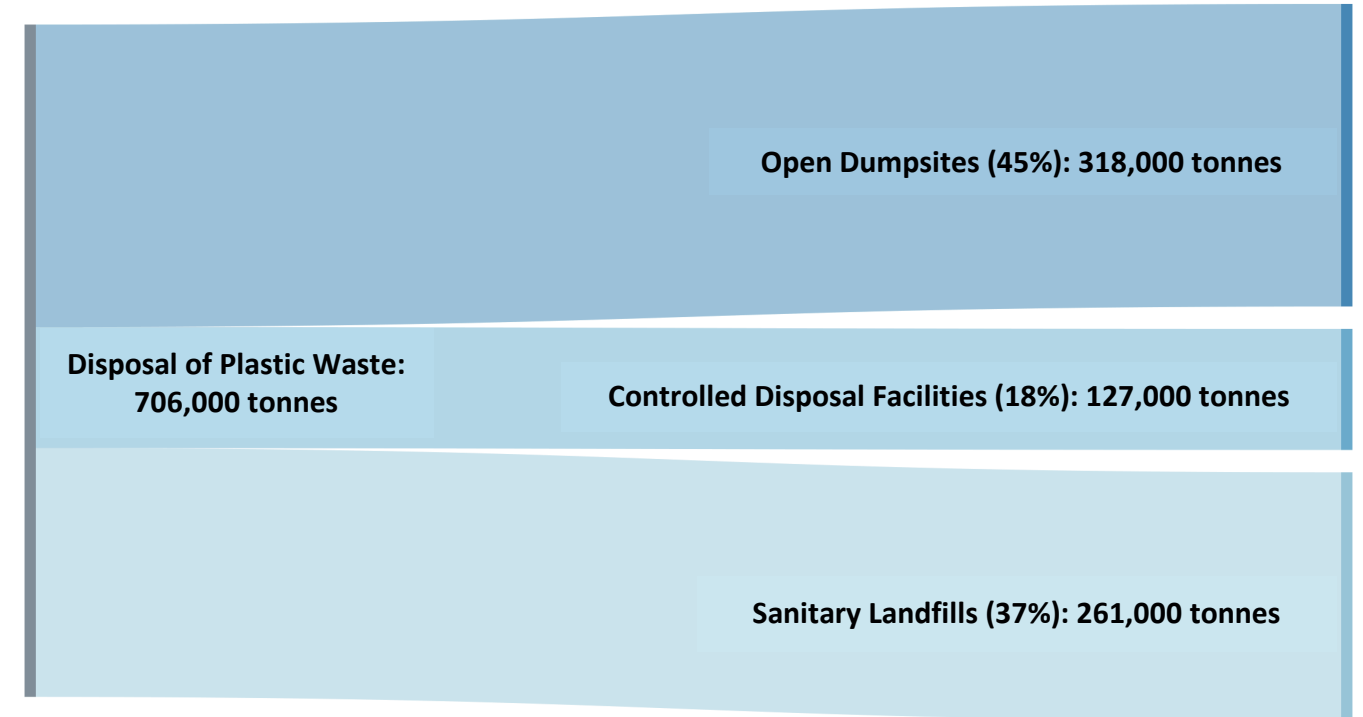 Open Dumpsites (45%): 318,000 tonnes
Disposal of Plastic Waste:
706,000 tonnes
Controlled Disposal Facilities (18%): 127,000 tonnes
Sanitary Landfills (37%): 261,000 tonnes